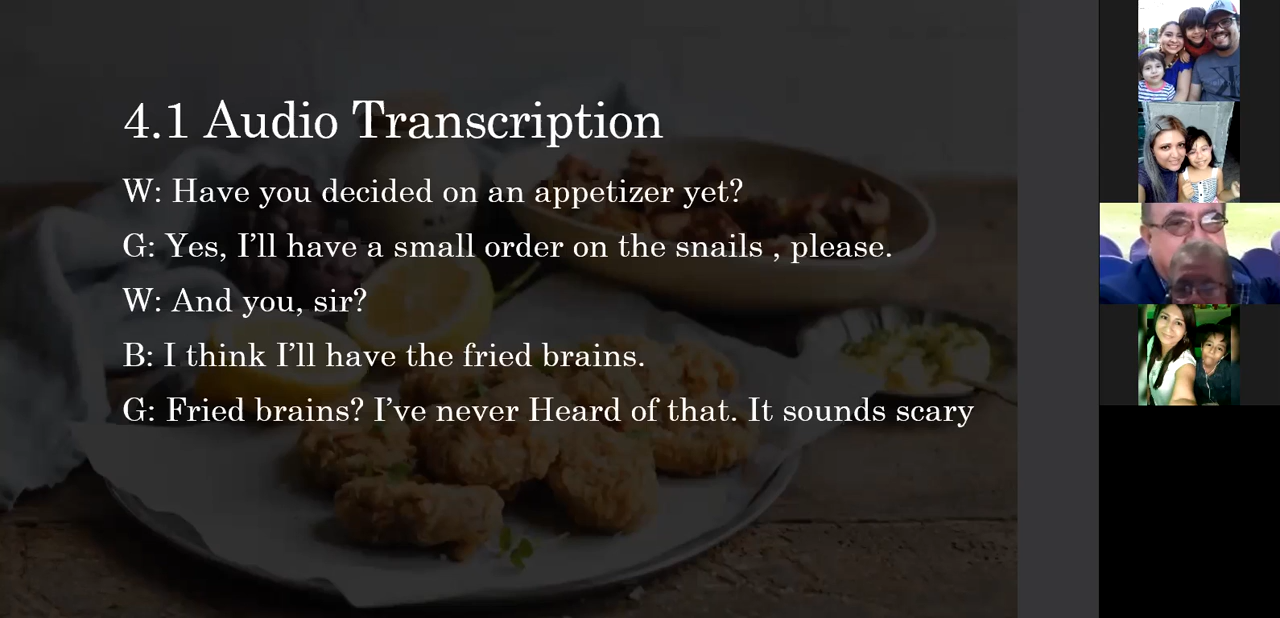 4.1 Audio Transcription
W: Have you decided on an appetizer yet?
G: Yes, I’ll have a small order on the snails , please.
W: And you, sir?
B: I think I’ll have the fried brains.
G: Fried brains? I’ve never Heard of that. It sounds scary